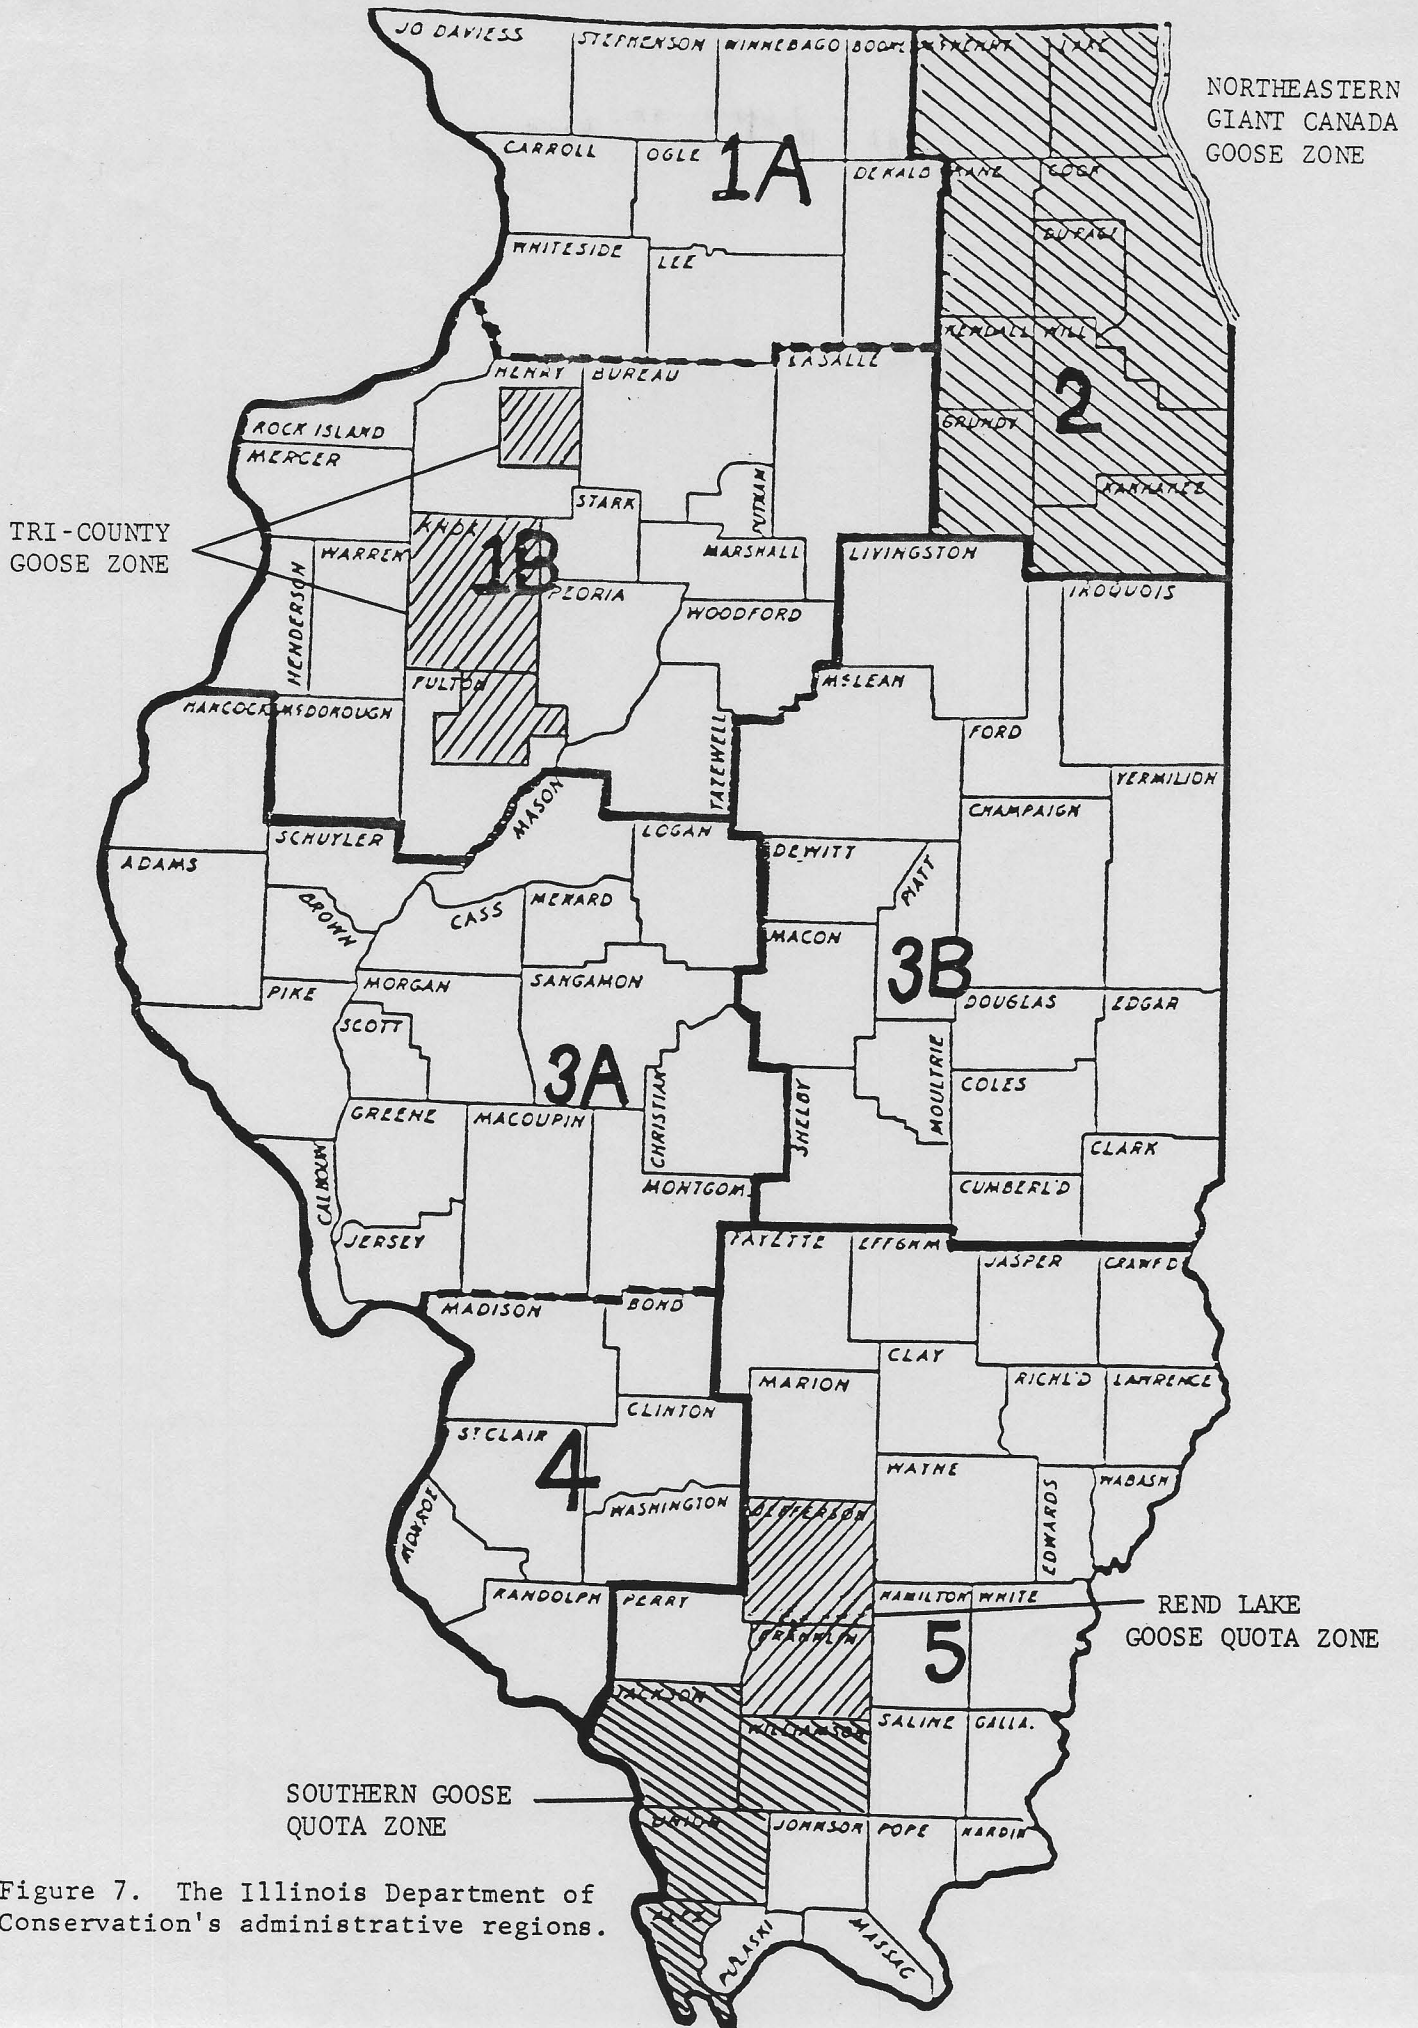 JO DAVIESS
STEPHENSON
WINNEBAGO
BOONE
MCHENRY
LAKE
NORTHEASTERN
GIANT CANADA
GOOSE ZONE
CARROLL
OGLE
1A
DEKALB
KANE
COOK
WHITESIDE
LEE
DUPAGE
KENDALL
WILL
HENRY
BUREAU
LASALLE
2
ROCK ISLAND
MERCER
GRUNDY
KANKAKEE
PUTNAM
STARK
TRI-COUNTY
GOOSE ZONE
KNOX
1B
WARREN
HENDERSON
MARSHALL
LIVINGSTON
PEORIA
WOODFORD
IROQUOIS
FULTON
MCLEAN
HANCOCK
MCDONOUGH
TAZEWELL
FORD
VERMILION
MASON
CHAMPAIGN
SCHUYLER
LOGAN
ADAMS
DEWITT
PIATT
BROWN
CASS
MENARD
MACON
3B
PIKE
MORGAN
SANGAMON
DOUGLAS
EDGAR
SCOTT
3A
CHRISTIAN
SHELBY
MOULTRIE
COLES
GREENE
MACOUPIN
CLARK
CALHOUN
MONTGOM.
CUMBERL'D
JERSEY
FAYETTE
EFFGHM
JASPER
CRAWF'D
MADISON
BOND
CLAY
MARION
RICHL'D
LAWRENCE
CLINTON
ST CLAIR
4
WAYNE
EDWARDS
WABASH
MONROE
WASHINGTON
JEFFERSON
RANDOLPH
PERRY
HAMILTON
WHITE
REND LAKE
GOOSE QUOTA ZONE
FRANKLIN
5
JACKSON
WILLIAMSON
SALINE
GALLA.
SOUTHERN GOOSE
QUOTA ZONE
UNION
JOHNSON
POPE
HARDIN
PULASKI
MASSAC
Figure 7. The Illinois Department of
Conservation's administrative regions.